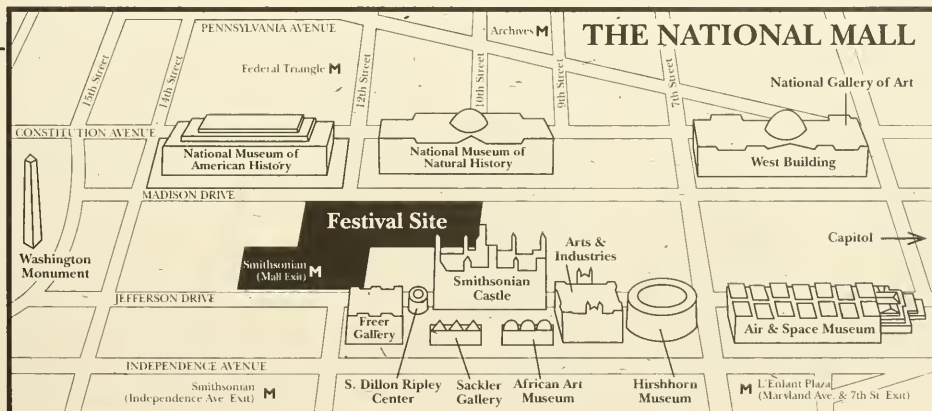 THE NATIONAL MALL
PENNSYLVANIA AVENUE
Archives M
Federal Triangle M
15th Street
14th Street
12th Street
10th Street
9th Street
7th Street
National Gallery of Art
CONSTITUTION AVENUE
National Museum of
American History
National Museum of
Natural History
West Building
MADISON DRIVE
Festival Site
Washington
Monument
Smithsonian
(Mall Exit) M
Smithsonian
Castle
Arts &
Industries
Capitol
JEFFERSON DRIVE
Freer
Gallery
Air & Space Museum
INDEPENDENCE AVENUE
Smithsonian
(Independence Ave Exit) M
S. Dillon Ripley
Center
Sackler
Gallery
African Art
Museum
Hirshhorn
Museum
M L'Enfant Plaza
(Maryland Ave. & 7th St Exit)